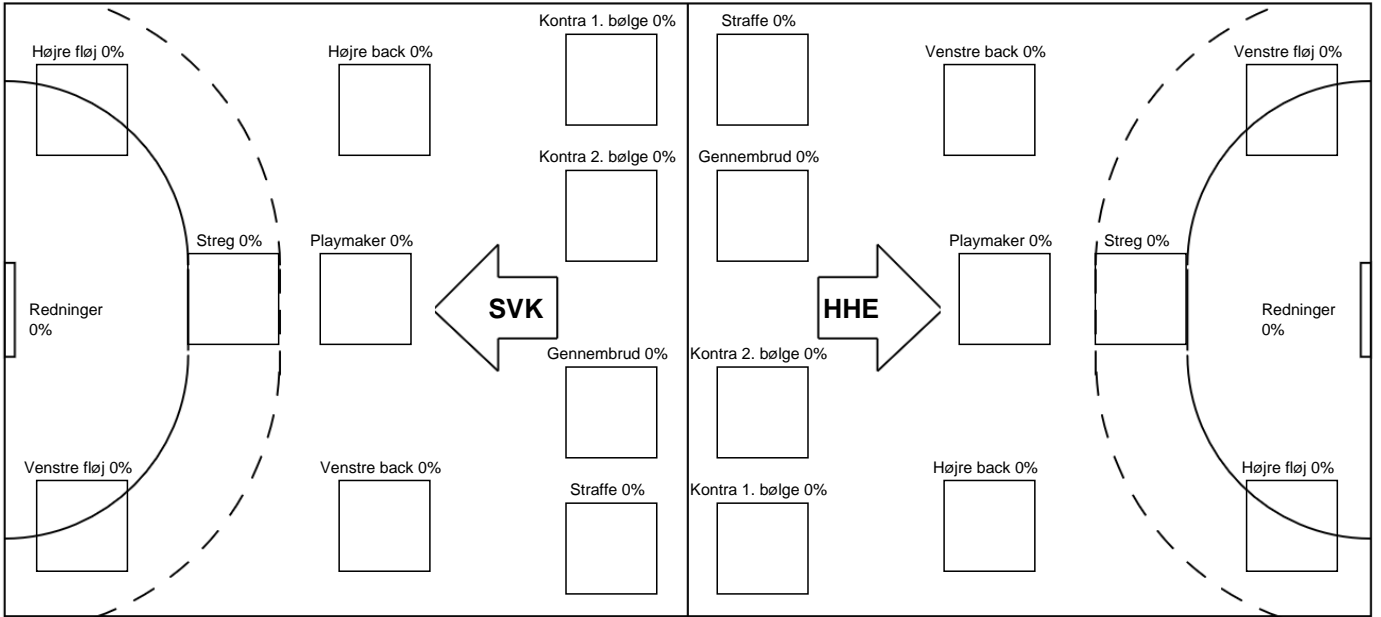 Kontra 1. bølge 0%
Straffe 0%
Højre fløj 0%
Højre back 0%
Venstre back 0%
Venstre fløj 0%
Kontra 2. bølge 0%
Gennembrud 0%
Streg 0%
Playmaker 0%
Playmaker 0%
Streg 0%
Redninger
0%
SVK
HHE
Redninger
0%
Gennembrud 0%
Kontra 2. bølge 0%
Venstre fløj 0%
Venstre back 0%
Straffe 0%
Kontra 1. bølge 0%
Højre back 0%
Højre fløj 0%